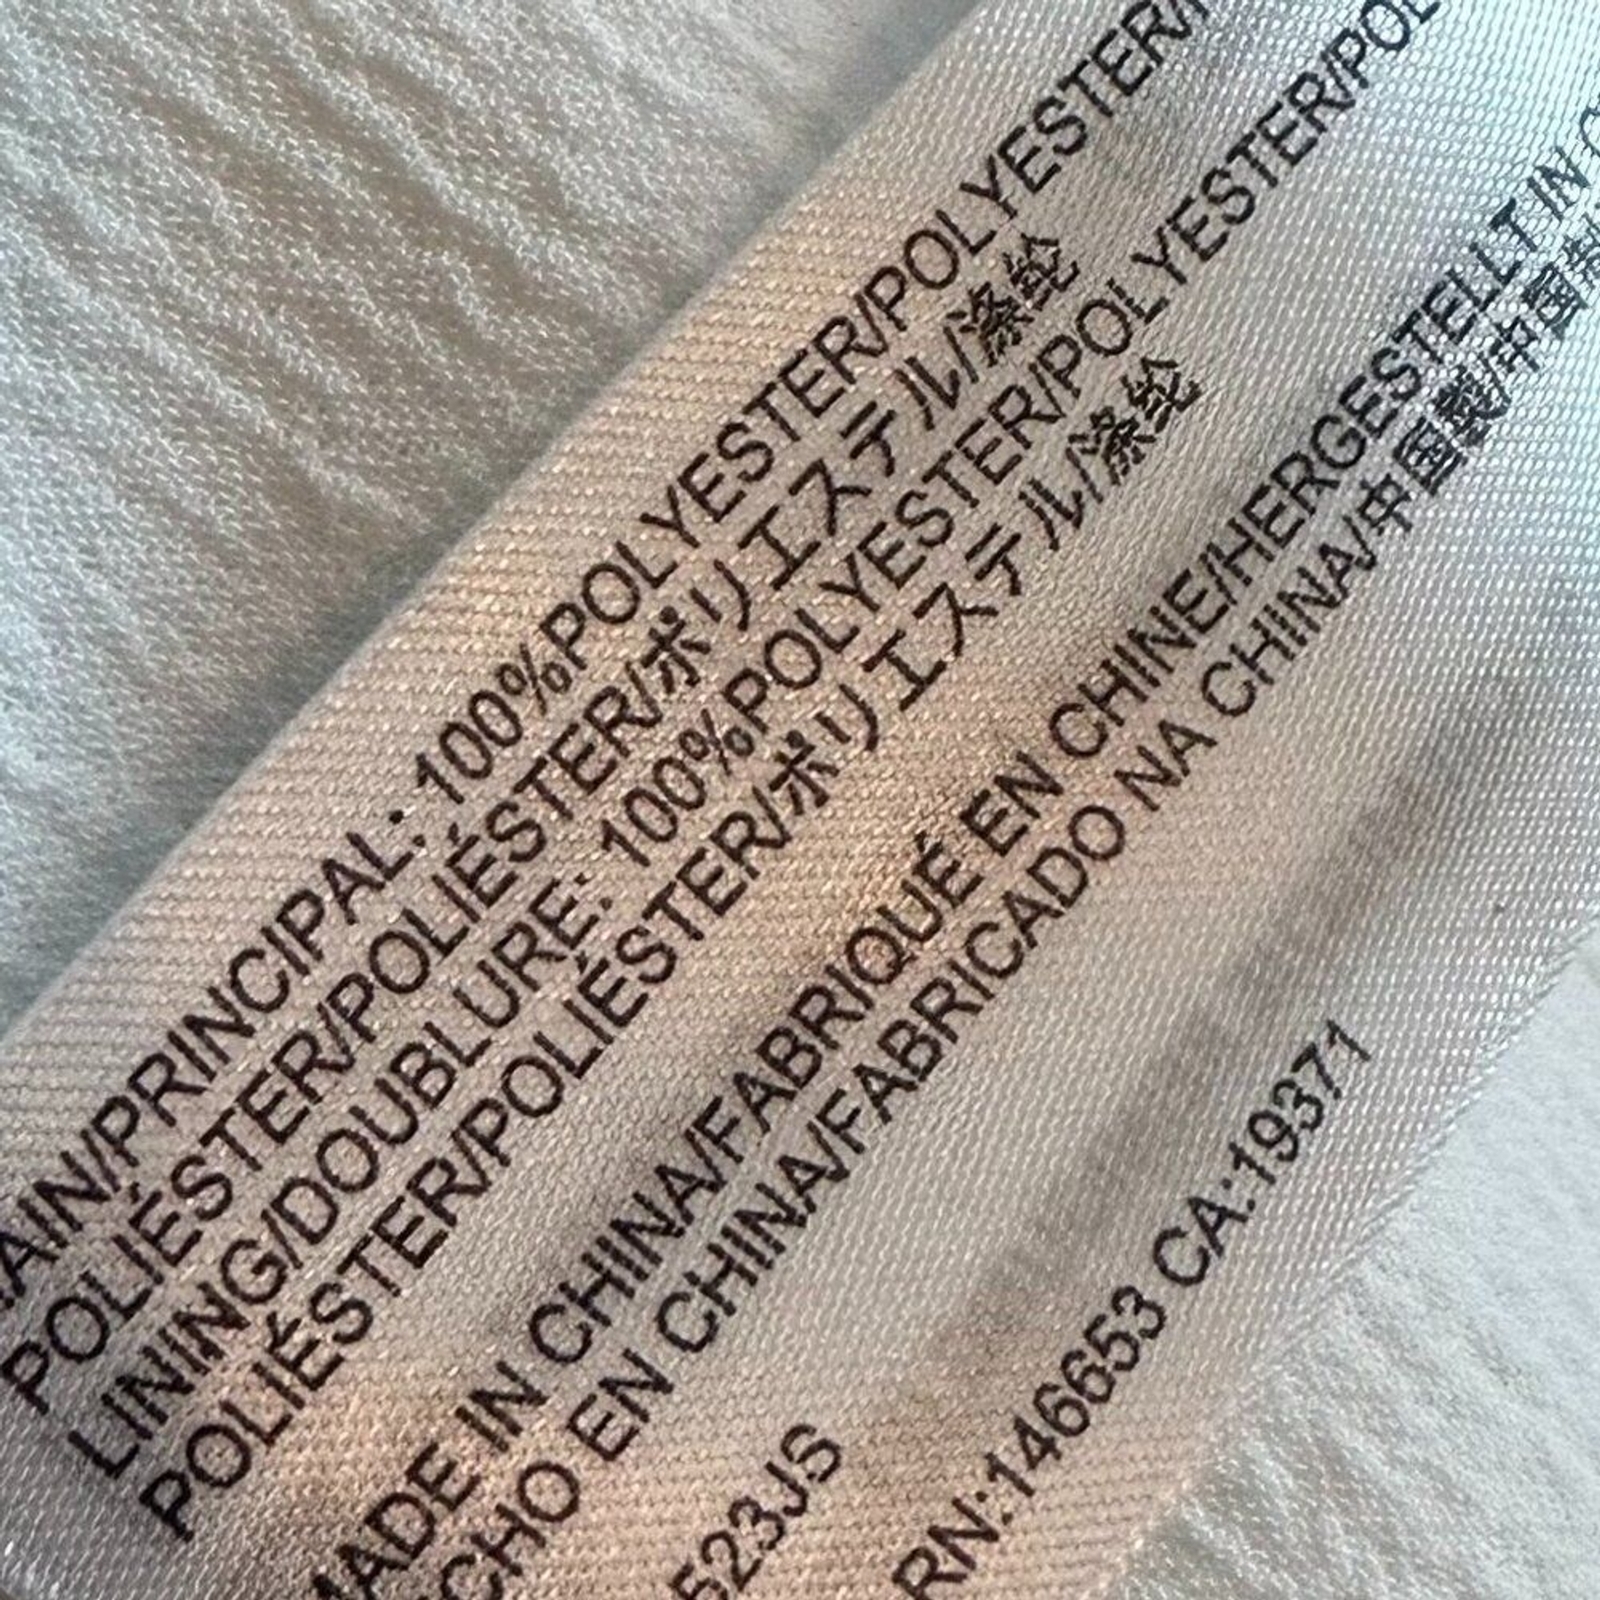 AIN/PRINCIPAL: 100%POLYESTER/POLYESTER/
POLIÉSTER/POLIÉSTER/ポリエステル/涤纶
LINING/DOUBLURE: 100%POLYESTER/POLYESTER/POL
POLIÉSTER/POLIÉSTER/ポリエステル/涤纶
MADE IN CHINA/FABRIQUÉ EN CHINE/HERGESTELLT IN
CHO EN CHINA/FABRICADO NA CHINA/中国製/中国制
523JS
RN:146653 CA:19371